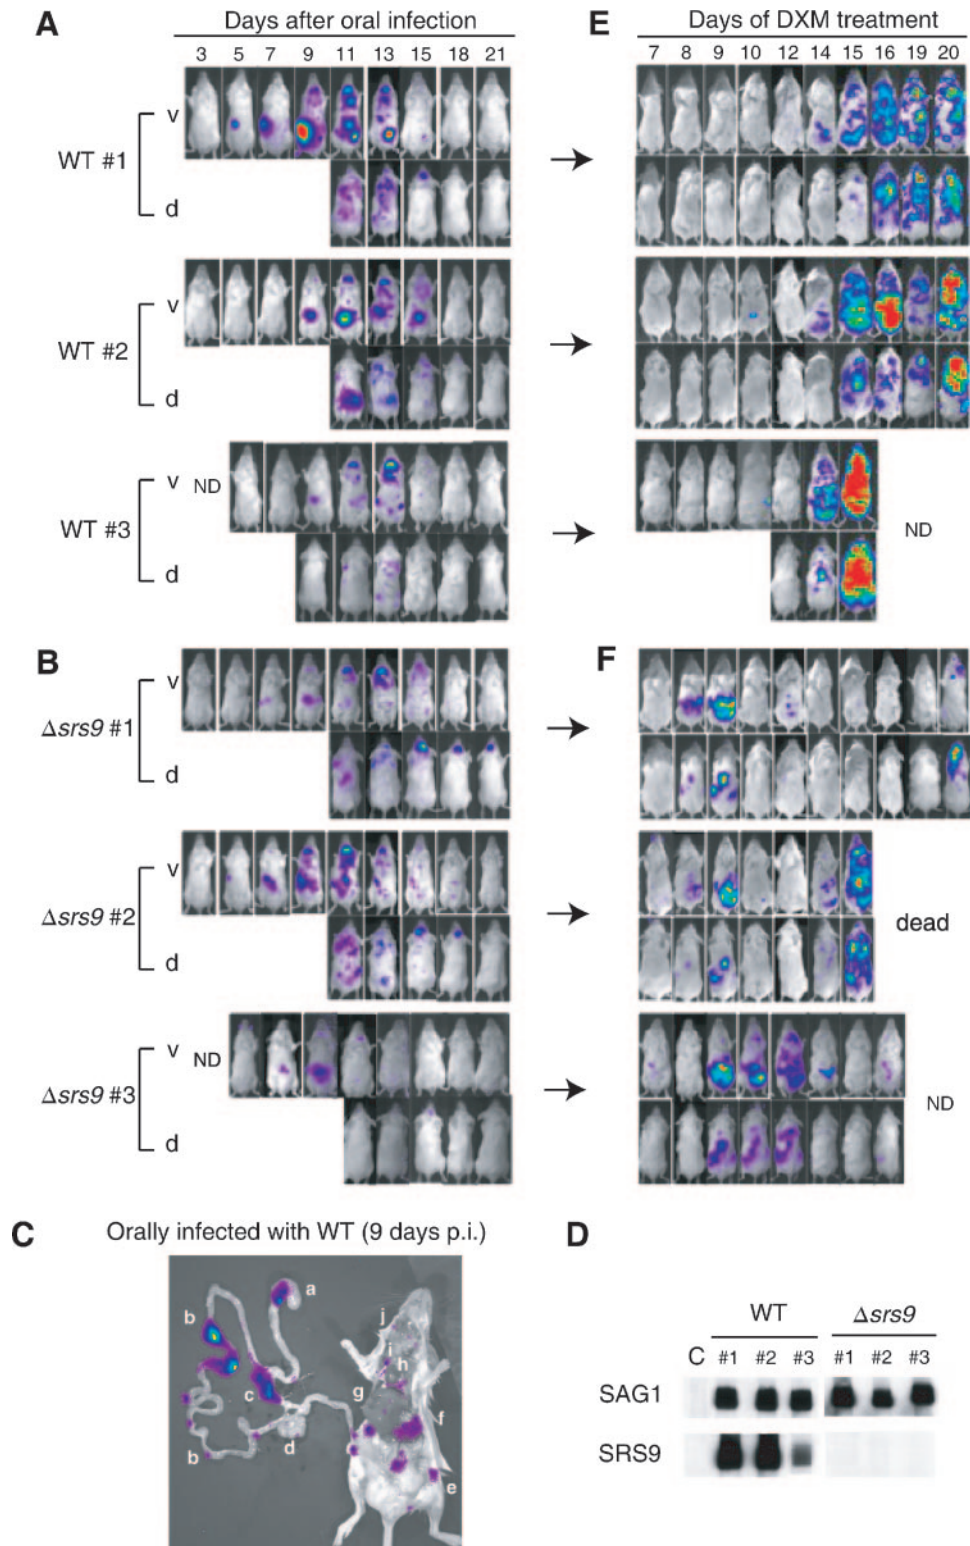 A
Days after oral infection
3 5 7 9 11 13 15 18 21
WT #1
v
d
WT #2
v
d
WT #3
v ND
d
E
Days of DXM treatment
7 8 9 10 12 14 15 16 19 20
ND
B
Δsrs9 #1
v
d
Δsrs9 #2
v
d
Δsrs9 #3
v ND
d
F
dead
ND
C
Orally infected with WT (9 days p.i.)
a
b
c
b
d
j
i
h
g
f
e
D
WT Δsrs9
C #1 #2 #3 #1 #2 #3
SAG1
SRS9